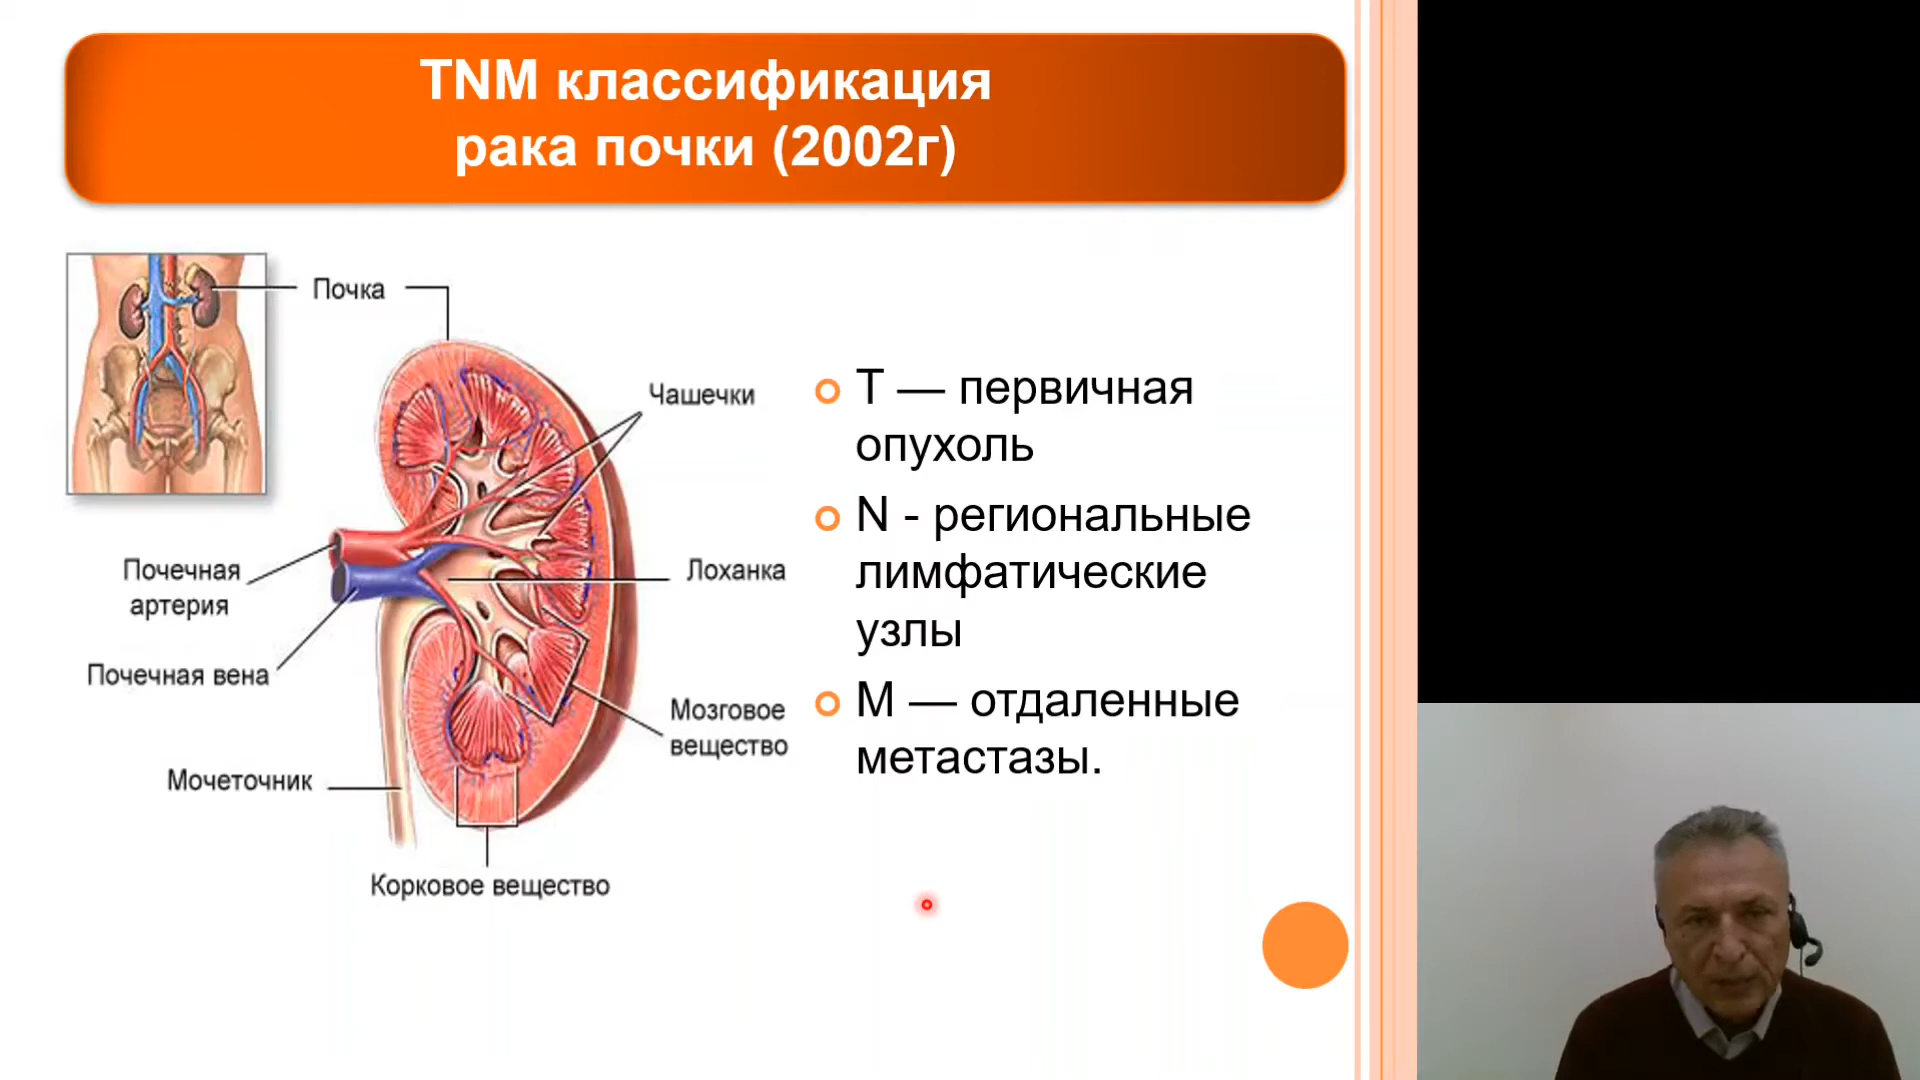 TNM классификация
рака почки (2002г)
Почка
Чашечки
Почечная
артерия
Лоханка
Почечная вена
Мозговое
вещество
Мочеточник
Корковое вещество
T — первичная
опухоль
N - региональные
лимфатические
узлы
M — отдаленные
метастазы.